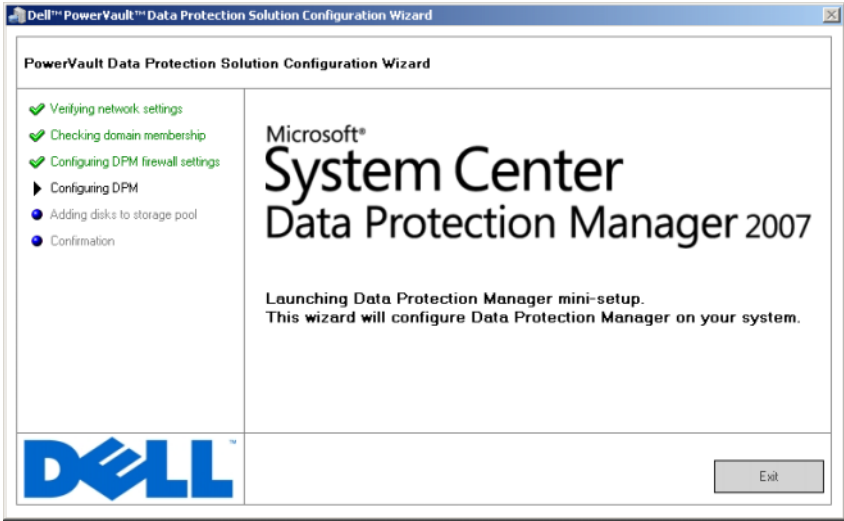 Dell™ PowerVault™ Data Protection Solution Configuration Wizard
PowerVault Data Protection Solution Configuration Wizard
Verifying network settings
Checking domain membership
Configuring DPM firewall settings
Configuring DPM
Adding disks to storage pool
Confirmation
Microsoft®
System Center
Data Protection Manager 2007
Launching Data Protection Manager mini-setup.
This wizard will configure Data Protection Manager on your system.
DELL™
Exit